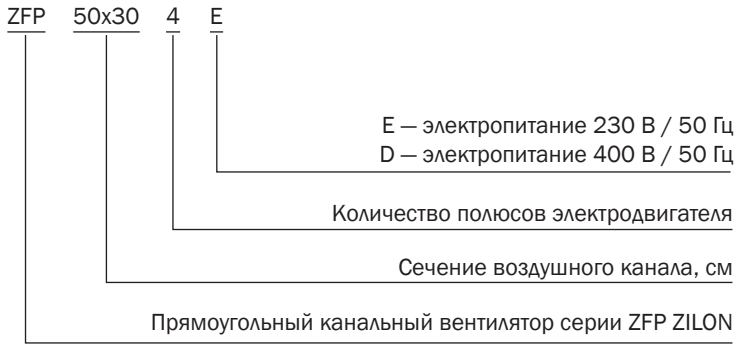 ZFP 50x30 4 E
E — электропитание 230 В / 50 Гц
D — электропитание 400 В / 50 Гц
Количество полюсов электродвигателя
Сечение воздушного канала, см
Прямоугольный канальный вентилятор серии ZFP ZILON